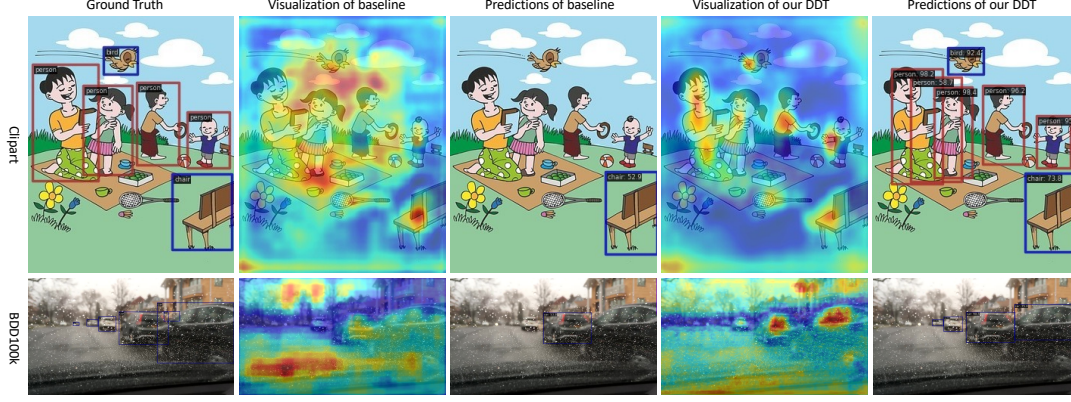 Ground Truth
Visualization of baseline
Predictions of baseline
Visualization of our DDT
Predictions of our DDT
Clipart
bird
person
person
person
person
chair
chair: 52.9
bird: 92.4
person: 98.2
person: 58.7
person: 98.4
person: 96.2
person: 9
chair: 73.8
BDD100k